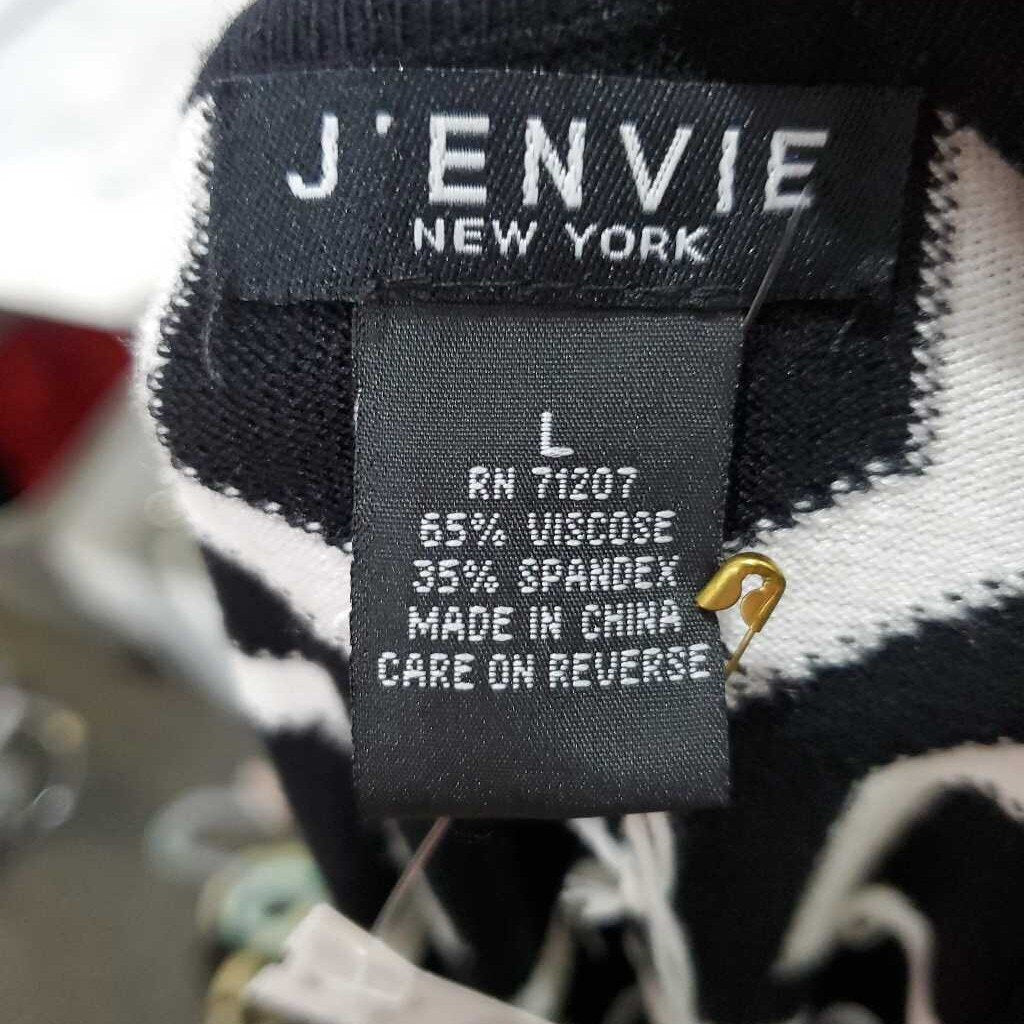 J'ENVIE
NEW YORK
L
RN 71207
65% VISCOSE
35% SPANDEX
MADE IN CHINA
CARE ON REVERSE